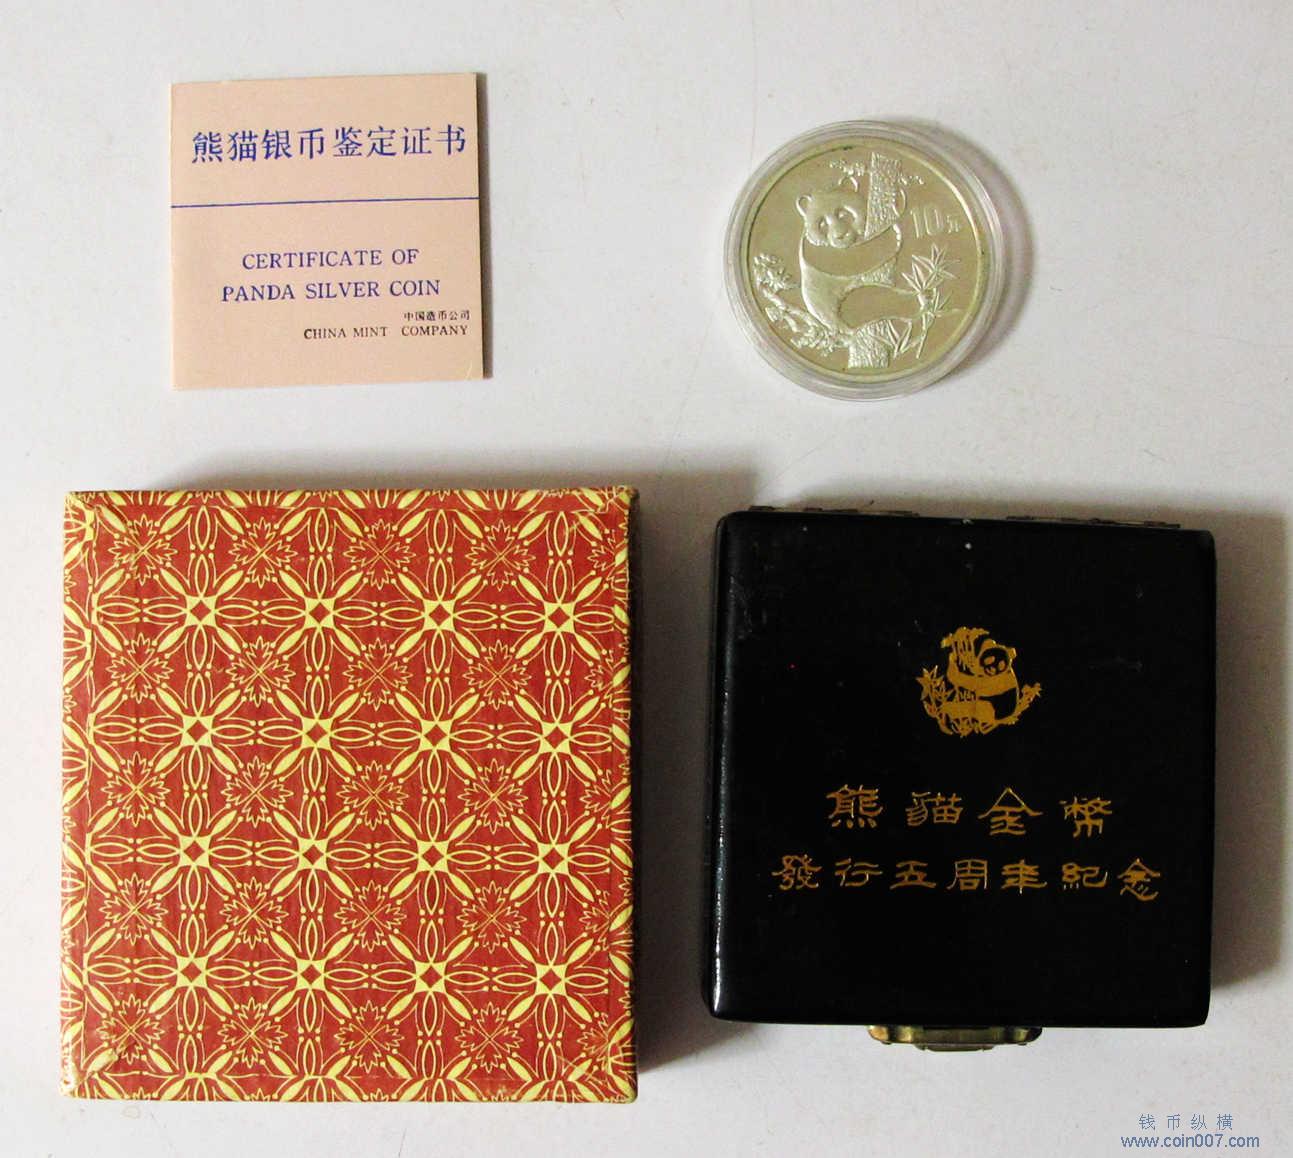 熊猫银币鉴定证书
CERTIFICATE OF
PANDA SILVER COIN
中国造币公司
CHINA MINT COMPANY
10元
熊貓金幣
發行五周年紀念
钱币纵横
www.coin007.com